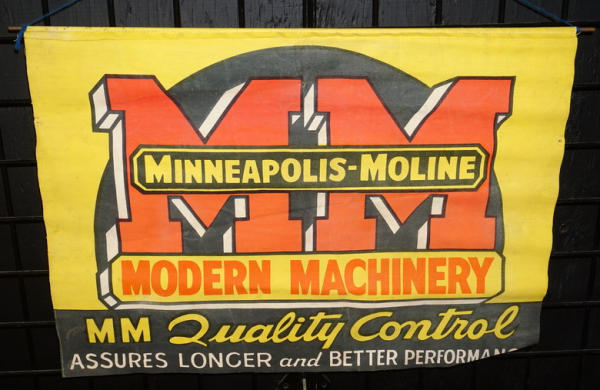 MM
MINNEAPOLIS-MOLINE
MODERN MACHINERY
MM Quality Control
ASSURES LONGER and BETTER PERFORMANC